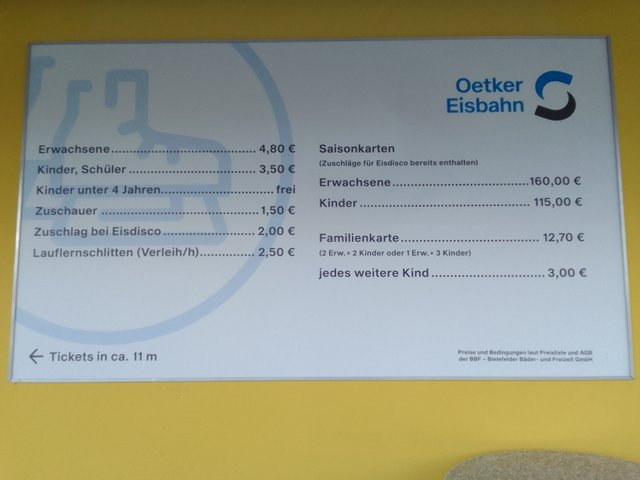 Oetker
Eisbahn
Erwachsene.................................. 4,80 €
Kinder, Schüler .............................. 3,50 €
Kinder unter 4 Jahren........................... frei
Zuschauer ...................................... 1,50 €
Zuschlag bei Eisdisco ..................... 2,00 €
Lauflernschlitten (Verleih/h)............. 2,50 €
Saisonkarten
(Zuschläge für Eisdisco bereits enthalten)
Erwachsene................................160,00 €
Kinder ........................................ 115,00 €
Familienkarte................................. 12,70 €
(2 Erw. + 2 Kinder oder 1 Erw. + 3 Kinder)
jedes weitere Kind.......................... 3,00 €
← Tickets in ca. 11 m
Preise und Bedingungen laut Preisliste und AGB
der BBF – Bielefelder Bäder- und Freizeit GmbH